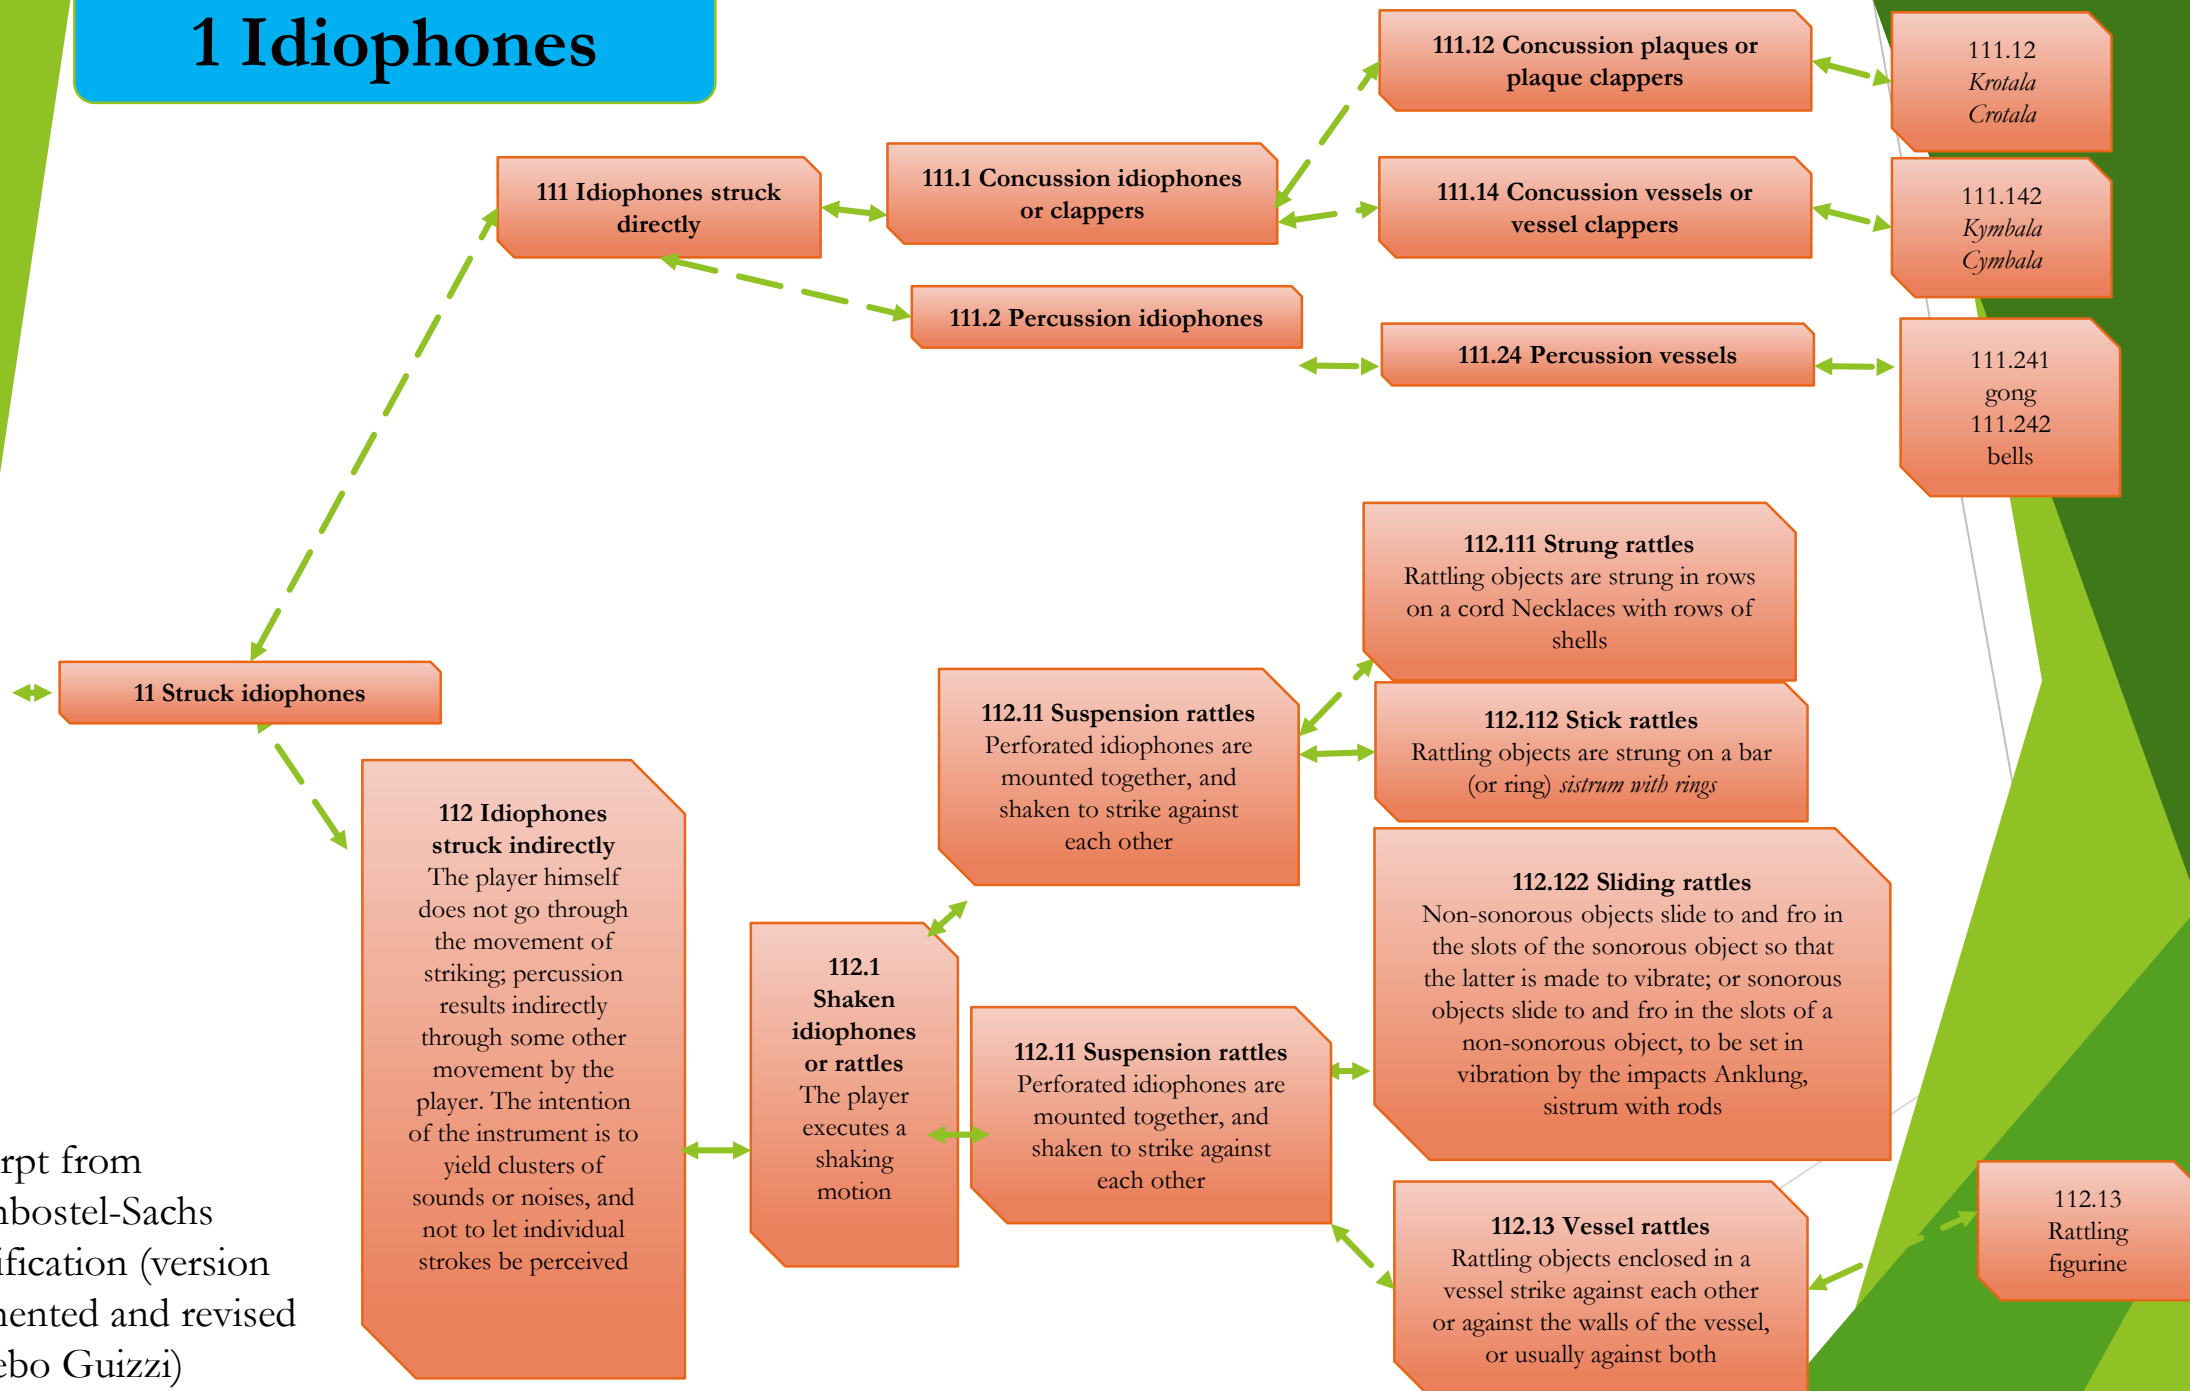 1 Idiophones
111.12 Concussion plaques or
plaque clappers
111.12
Krotala
Crotala
111 Idiophones struck
directly
111.1 Concussion idiophones
or clappers
111.14 Concussion vessels or
vessel clappers
111.142
Kymbala
Cymbala
111.2 Percussion idiophones
111.24 Percussion vessels
111.241
gong
111.242
bells
11 Struck idiophones
112 Idiophones
struck indirectly
The player himself
does not go through
the movement of
striking; percussion
results indirectly
through some other
movement by the
player. The intention
of the instrument is to
yield clusters of
sounds or noises, and
not to let individual
strokes be perceived
112.1
Shaken
idiophones
or rattles
The player
executes a
shaking
motion
112.11 Suspension rattles
Perforated idiophones are
mounted together, and
shaken to strike against
each other
112.111 Strung rattles
Rattling objects are strung in rows
on a cord Necklaces with rows of
shells
112.112 Stick rattles
Rattling objects are strung on a bar
(or ring) sistrum with rings
112.11 Suspension rattles
Perforated idiophones are
mounted together, and
shaken to strike against
each other
112.122 Sliding rattles
Non-sonorous objects slide to and fro in
the slots of the sonorous object so that
the latter is made to vibrate; or sonorous
objects slide to and fro in the slots of a
non-sonorous object, to be set in
vibration by the impacts Anklung,
sistrum with rods
112.13 Vessel rattles
Rattling objects enclosed in a
vessel strike against each other
or against the walls of the vessel,
or usually against both
112.13
Rattling
figurine
rpt from
nbostel-Sachs
ification (version
nented and revised
ebo Guizzi)